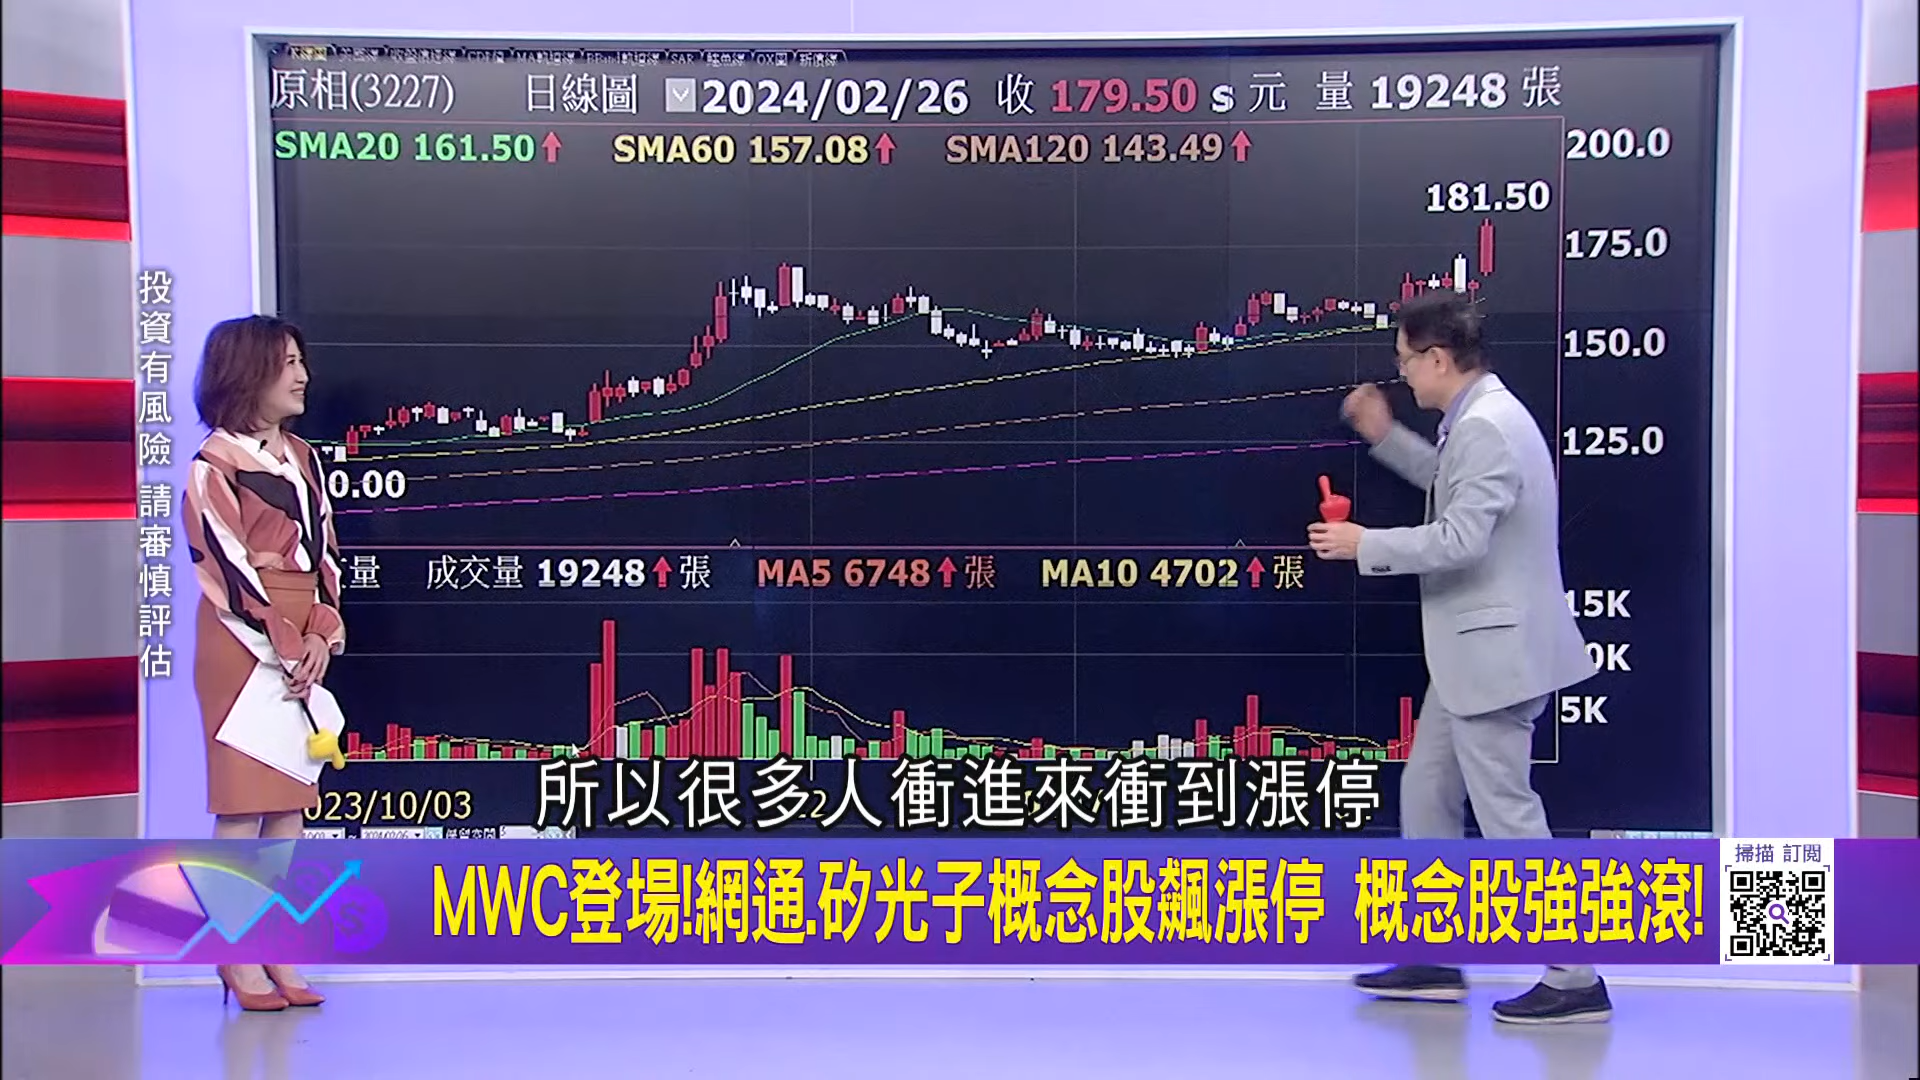 原相(3227) 日線圖 2024/02/26 收 179.50 s 元 量 19248 張
SMA20 161.50↑ SMA60 157.08↑ SMA120 143.49↑
200.0
181.50
175.0
150.0
125.0
0.00
量 成交量 19248↑張 MA5 6748↑張 MA10 4702↑張
15K
0K
5K
023/10/03
投資有風險 請審慎評估
所以很多人衝進來衝到漲停
MWC登場!網通.矽光子概念股飆漲停 概念股強強滾!
掃描 訂閱